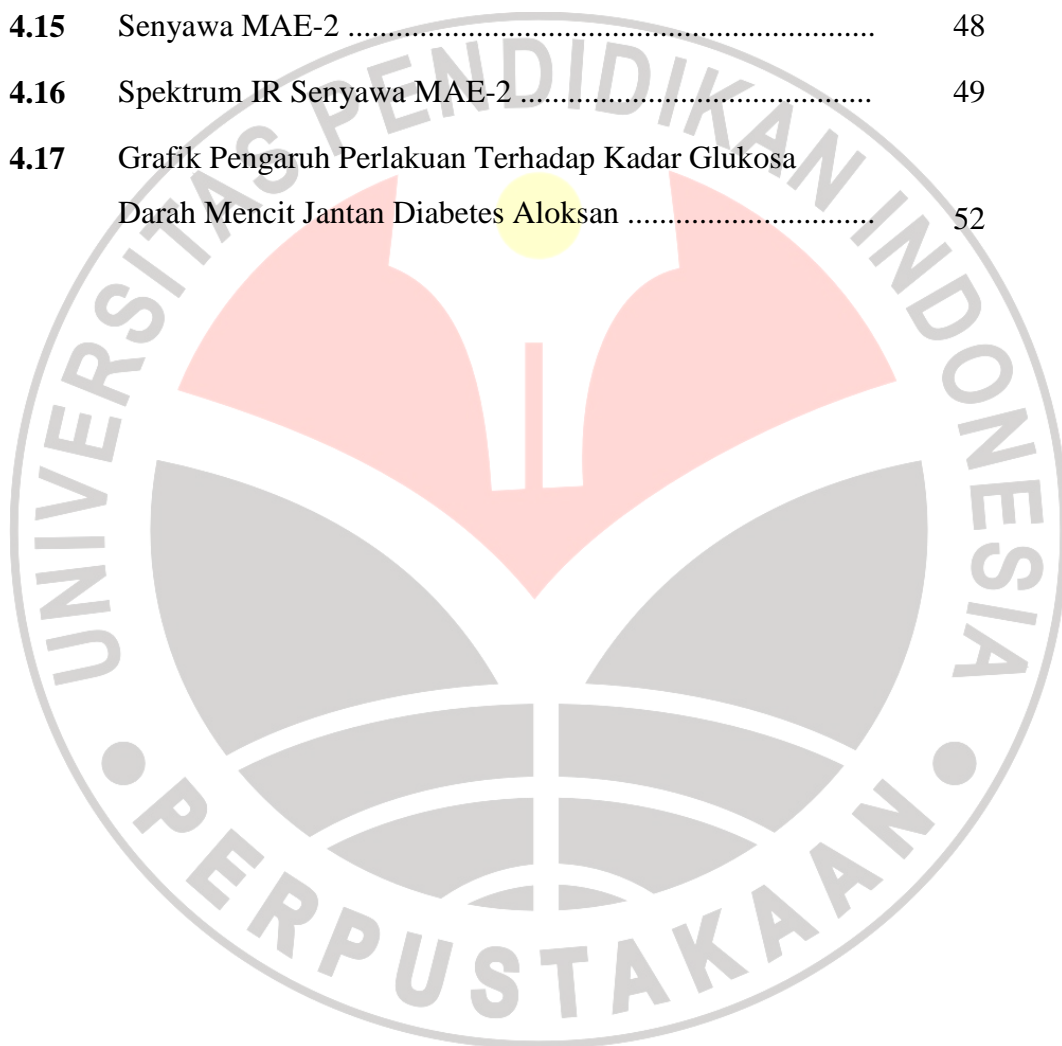 4.15 Senyawa MAE-2 .................................................................... 48
4.16 Spektrum IR Senyawa MAE-2 ............................................. 49
4.17 Grafik Pengaruh Perlakuan Terhadap Kadar Glukosa
Darah Mencit Jantan Diabetes Aloksan ................................ 52
UNIVERSITAS PENDIDIKAN INDONESIA
PERPUSTAKAAN